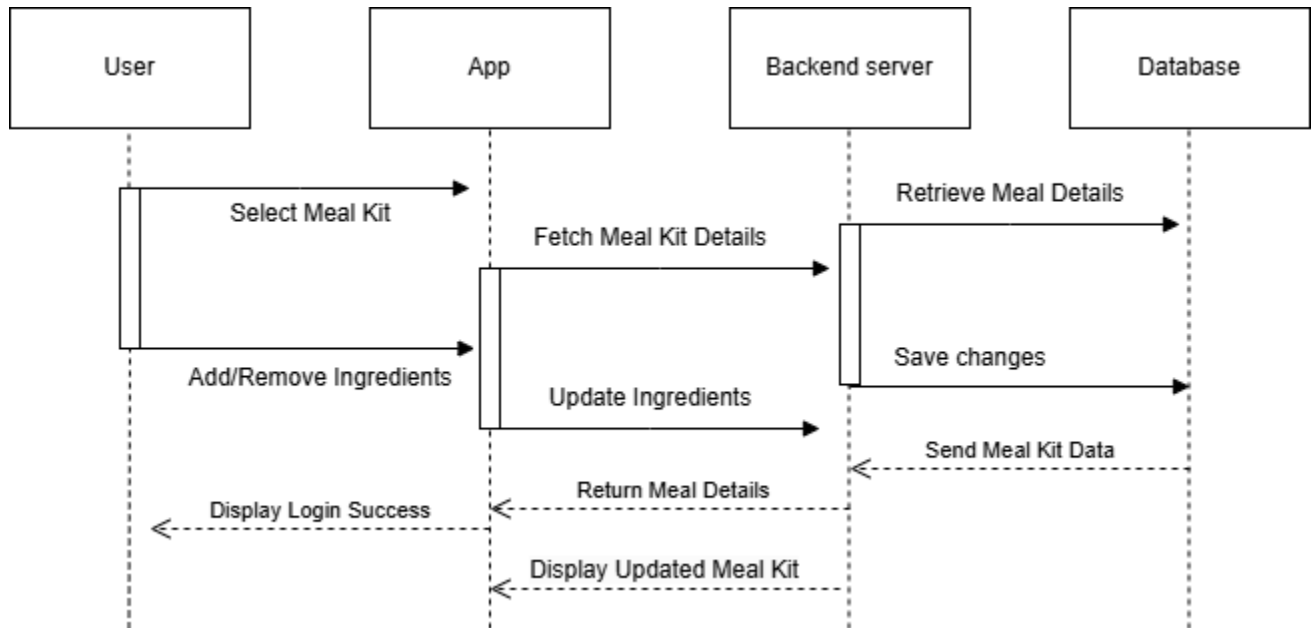 User
App
Backend server
Database
Retrieve Meal Details
Select Meal Kit
Fetch Meal Kit Details
Save changes
Add/Remove Ingredients
Update Ingredients
Send Meal Kit Data
Return Meal Details
Display Login Success
Display Updated Meal Kit